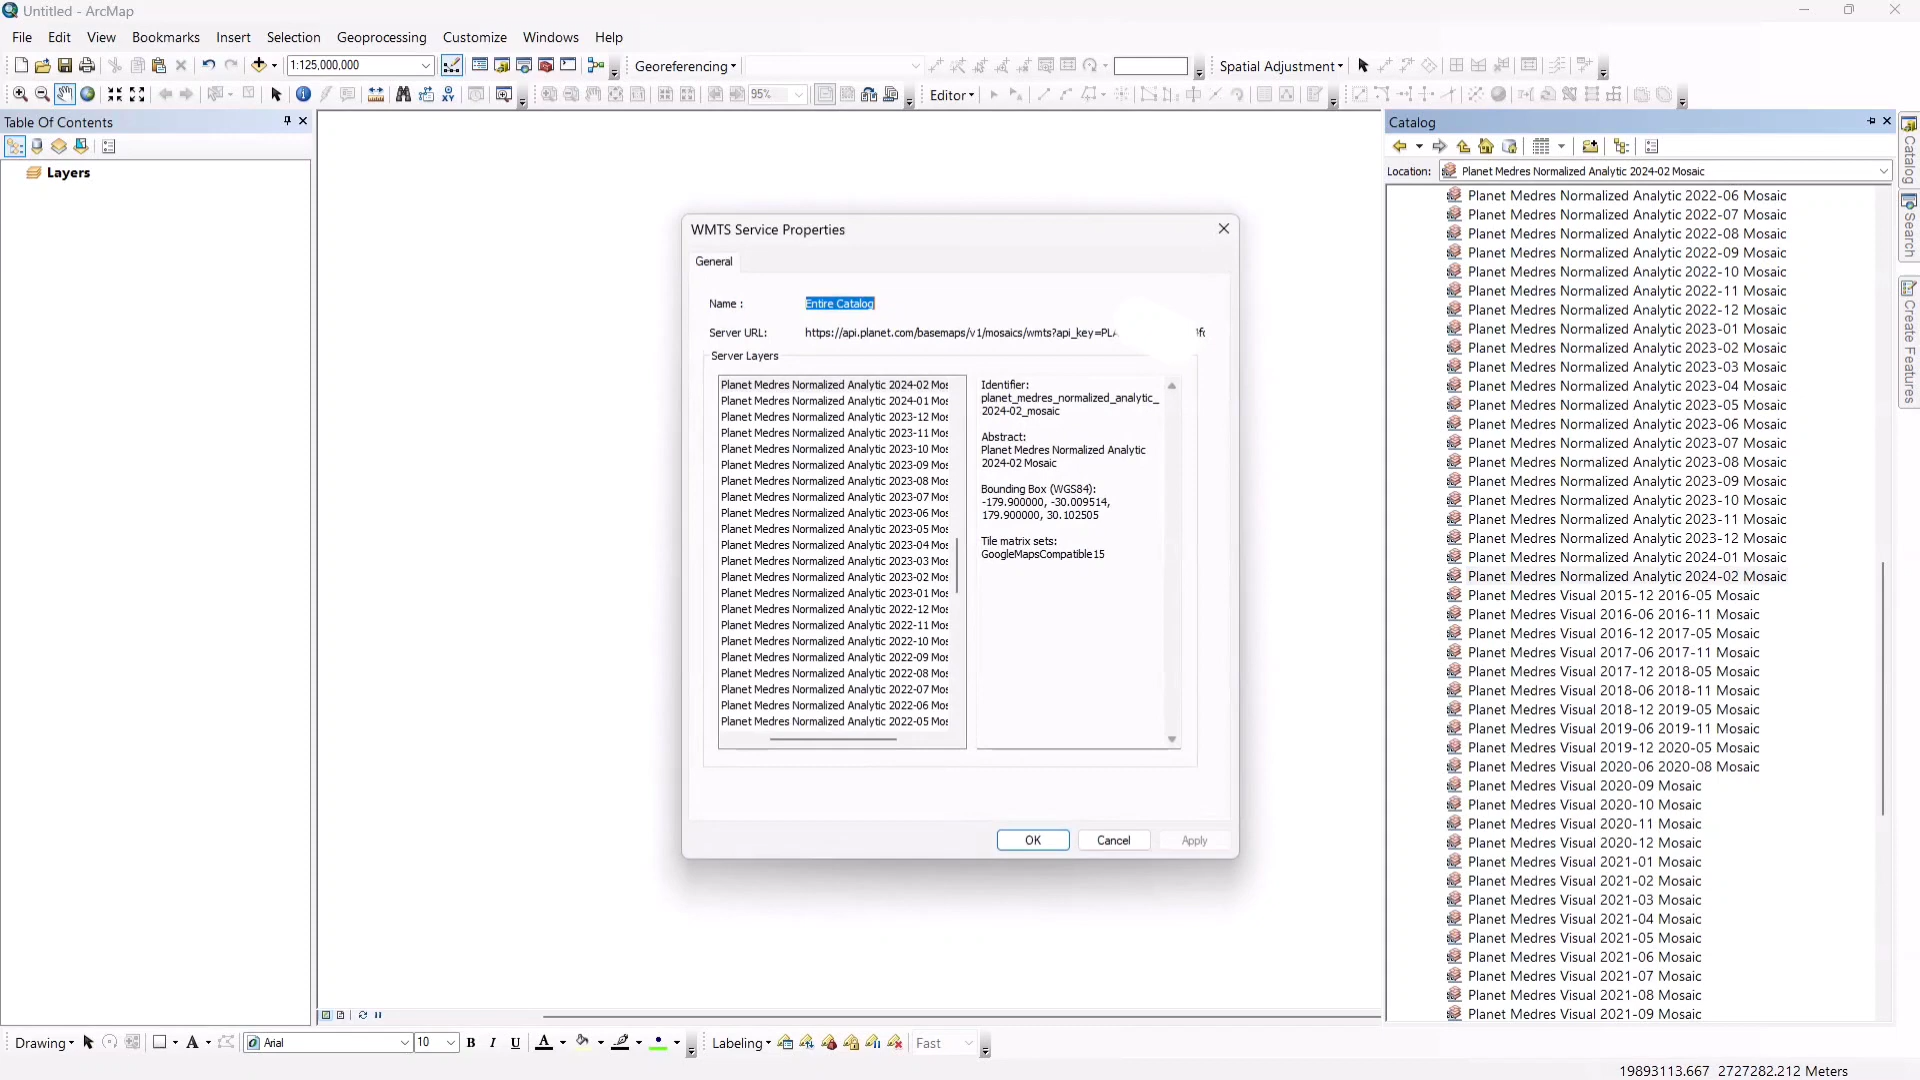 Untitled - ArcMap
File Edit View Bookmarks Insert Selection Geoprocessing Customize Windows Help
1:125,000,000 Georeferencing Spatial Adjustment
95% Editor
Table Of Contents
Layers
Catalog
Location: Planet Medres Normalized Analytic 2024-02 Mosaic
Planet Medres Normalized Analytic 2022-06 Mosaic
Planet Medres Normalized Analytic 2022-07 Mosaic
Planet Medres Normalized Analytic 2022-08 Mosaic
Planet Medres Normalized Analytic 2022-09 Mosaic
Planet Medres Normalized Analytic 2022-10 Mosaic
Planet Medres Normalized Analytic 2022-11 Mosaic
Planet Medres Normalized Analytic 2022-12 Mosaic
Planet Medres Normalized Analytic 2023-01 Mosaic
Planet Medres Normalized Analytic 2023-02 Mosaic
Planet Medres Normalized Analytic 2023-03 Mosaic
Planet Medres Normalized Analytic 2023-04 Mosaic
Planet Medres Normalized Analytic 2023-05 Mosaic
Planet Medres Normalized Analytic 2023-06 Mosaic
Planet Medres Normalized Analytic 2023-07 Mosaic
Planet Medres Normalized Analytic 2023-08 Mosaic
Planet Medres Normalized Analytic 2023-09 Mosaic
Planet Medres Normalized Analytic 2023-10 Mosaic
Planet Medres Normalized Analytic 2023-11 Mosaic
Planet Medres Normalized Analytic 2023-12 Mosaic
Planet Medres Normalized Analytic 2024-01 Mosaic
Planet Medres Normalized Analytic 2024-02 Mosaic
Planet Medres Visual 2015-12 2016-05 Mosaic
Planet Medres Visual 2016-06 2016-11 Mosaic
Planet Medres Visual 2016-12 2017-05 Mosaic
Planet Medres Visual 2017-06 2017-11 Mosaic
Planet Medres Visual 2017-12 2018-05 Mosaic
Planet Medres Visual 2018-06 2018-11 Mosaic
Planet Medres Visual 2018-12 2019-05 Mosaic
Planet Medres Visual 2019-06 2019-11 Mosaic
Planet Medres Visual 2019-12 2020-05 Mosaic
Planet Medres Visual 2020-06 2020-08 Mosaic
Planet Medres Visual 2020-09 Mosaic
Planet Medres Visual 2020-10 Mosaic
Planet Medres Visual 2020-11 Mosaic
Planet Medres Visual 2020-12 Mosaic
Planet Medres Visual 2021-01 Mosaic
Planet Medres Visual 2021-02 Mosaic
Planet Medres Visual 2021-03 Mosaic
Planet Medres Visual 2021-04 Mosaic
Planet Medres Visual 2021-05 Mosaic
Planet Medres Visual 2021-06 Mosaic
Planet Medres Visual 2021-07 Mosaic
Planet Medres Visual 2021-08 Mosaic
Planet Medres Visual 2021-09 Mosaic
Catalog
Search
Create Features
WMTS Service Properties
General
Name : Entire Catalog
Server URL: https://api.planet.com/basemaps/v1/mosaics/wmts?api_key=PLA
Server Layers
Planet Medres Normalized Analytic 2024-02 Mos
Planet Medres Normalized Analytic 2024-01 Mos
Planet Medres Normalized Analytic 2023-12 Mos
Planet Medres Normalized Analytic 2023-11 Mos
Planet Medres Normalized Analytic 2023-10 Mos
Planet Medres Normalized Analytic 2023-09 Mos
Planet Medres Normalized Analytic 2023-08 Mos
Planet Medres Normalized Analytic 2023-07 Mos
Planet Medres Normalized Analytic 2023-06 Mos
Planet Medres Normalized Analytic 2023-05 Mos
Planet Medres Normalized Analytic 2023-04 Mos
Planet Medres Normalized Analytic 2023-03 Mos
Planet Medres Normalized Analytic 2023-02 Mos
Planet Medres Normalized Analytic 2023-01 Mos
Planet Medres Normalized Analytic 2022-12 Mos
Planet Medres Normalized Analytic 2022-11 Mos
Planet Medres Normalized Analytic 2022-10 Mos
Planet Medres Normalized Analytic 2022-09 Mos
Planet Medres Normalized Analytic 2022-08 Mos
Planet Medres Normalized Analytic 2022-07 Mos
Planet Medres Normalized Analytic 2022-06 Mos
Planet Medres Normalized Analytic 2022-05 Mos
Identifier:
planet_medres_normalized_analytic_
2024-02_mosaic
Abstract:
Planet Medres Normalized Analytic
2024-02 Mosaic
Bounding Box (WGS84):
-179.900000, -30.009514,
179.900000, 30.102505
Tile matrix sets:
GoogleMapsCompatible15
OK Cancel Apply
Drawing A Arial 10 B I U A Labeling Fast
19893113.667 2727282.212 Meters